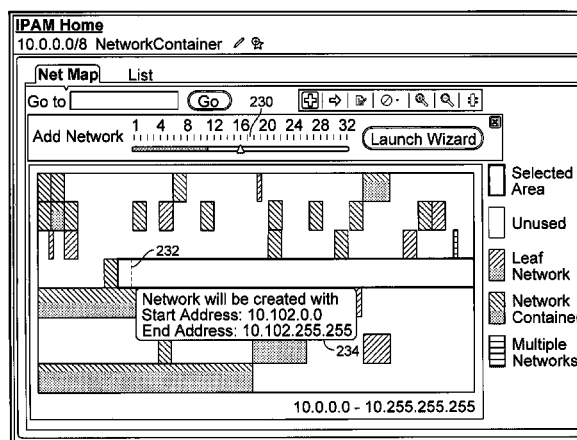 IPAM Home
10.0.0.0/8 NetworkContainer
Net Map List
Go to Go 230
Add Network 1 4 8 12 16 20 24 28 32 Launch Wizard
Selected Area
Unused
Leaf Network
Network Container
Multiple Networks
232
Network will be created with
Start Address: 10.102.0.0
End Address: 10.102.255.255
234
10.0.0.0 - 10.255.255.255